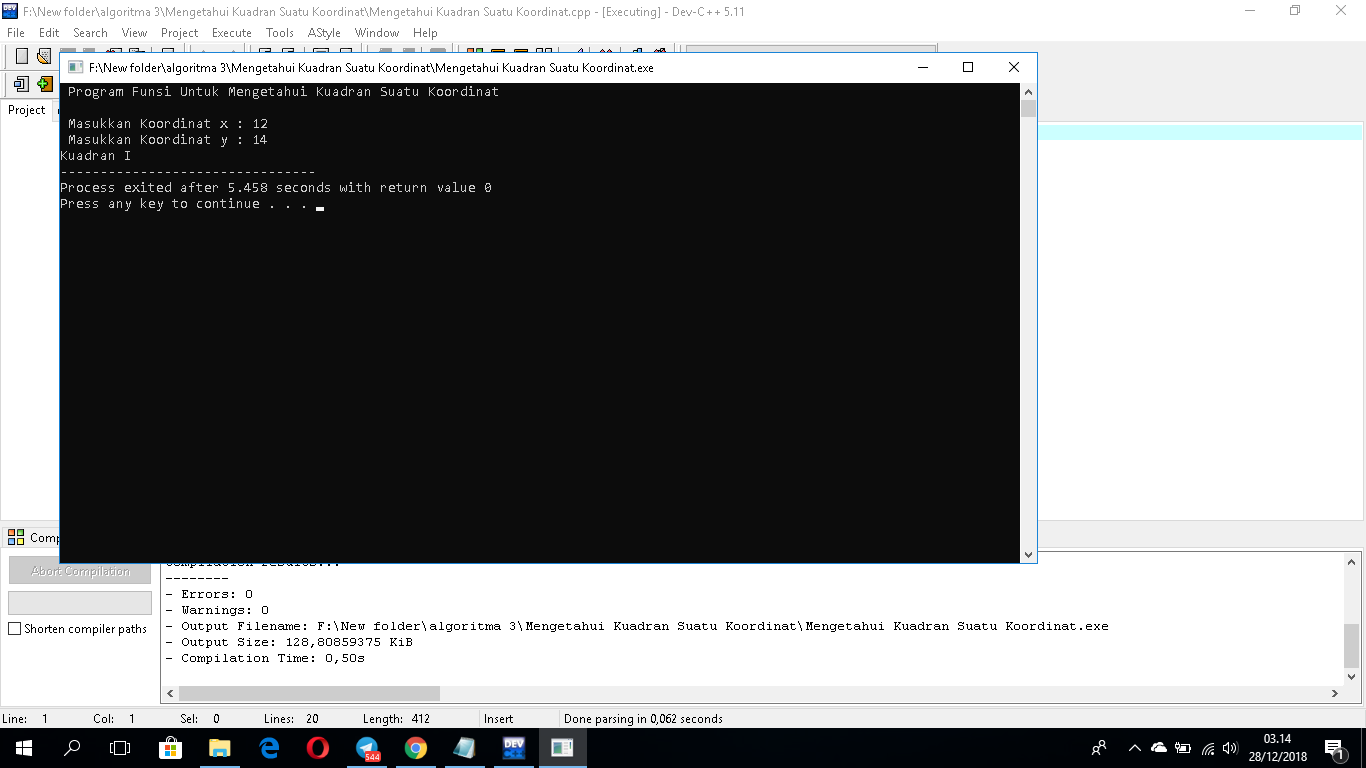 F:\New folder\algoritma 3\Mengetahui Kuadran Suatu Koordinat\Mengetahui Kuadran Suatu Koordinat.cpp - [Executing] - Dev-C++ 5.11
File Edit Search View Project Execute Tools AStyle Window Help
F:\New folder\algoritma 3\Mengetahui Kuadran Suatu Koordinat\Mengetahui Kuadran Suatu Koordinat.exe
Project
Program Funsi Untuk Mengetahui Kuadran Suatu Koordinat
Masukkan Koordinat x : 12
Masukkan Koordinat y : 14
Kuadran I
--------------------------------
Process exited after 5.458 seconds with return value 0
Press any key to continue . . .
Comp
Abort Compilation
Shorten compiler paths
Compilation results...
--------
- Errors: 0
- Warnings: 0
- Output Filename: F:\New folder\algoritma 3\Mengetahui Kuadran Suatu Koordinat\Mengetahui Kuadran Suatu Koordinat.exe
- Output Size: 128,80859375 KiB
- Compilation Time: 0,50s
Line: 1 Col: 1 Sel: 0 Lines: 20 Length: 412 Insert Done parsing in 0,062 seconds
544
DEV
03.14
28/12/2018
1